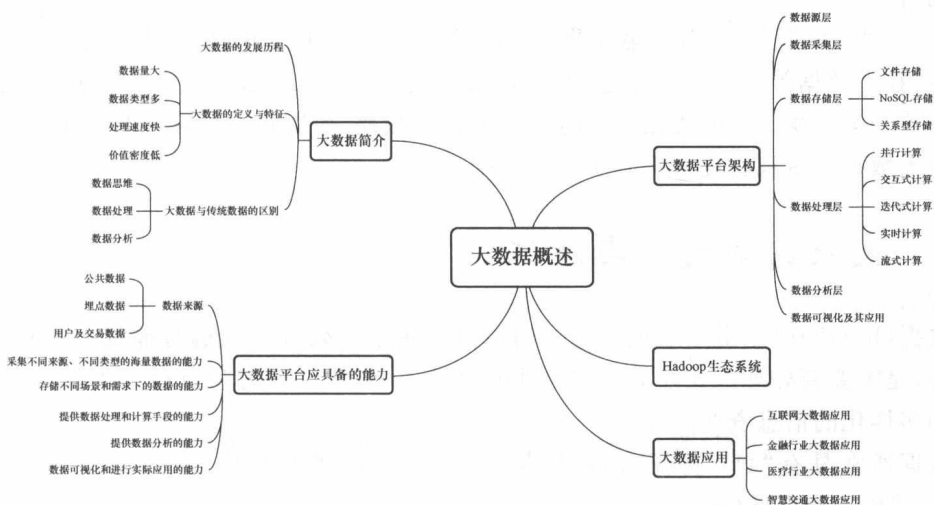 大数据概述
大数据简介
大数据的发展历程
大数据的定义与特征
数据量大
数据类型多
处理速度快
价值密度低
大数据与传统数据的区别
数据思维
数据处理
数据分析
大数据平台应具备的能力
数据来源
公共数据
埋点数据
用户及交易数据
采集不同来源、不同类型的海量数据的能力
存储不同场景和需求下的数据的能力
提供数据处理和计算手段的能力
提供数据分析的能力
数据可视化和进行实际应用的能力
大数据平台架构
数据源层
数据采集层
数据存储层
文件存储
NoSQL存储
关系型存储
数据处理层
并行计算
交互式计算
迭代式计算
实时计算
流式计算
数据分析层
数据可视化及其应用
Hadoop生态系统
大数据应用
互联网大数据应用
金融行业大数据应用
医疗行业大数据应用
智慧交通大数据应用